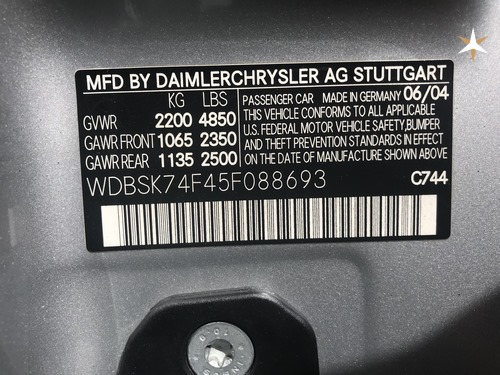 MFD BY DAIMLERCHRYSLER AG STUTTGART
KG LBS
GVWR 2200 4850
GAWR FRONT 1065 2350
GAWR REAR 1135 2500
PASSENGER CAR MADE IN GERMANY 06/04
THIS VEHICLE CONFORMS TO ALL APPLICABLE
U.S. FEDERAL MOTOR VEHICLE SAFETY, BUMPER
AND THEFT PREVENTION STANDARDS IN EFFECT
ON THE DATE OF MANUFACTURE SHOWN ABOVE.
WDBSK74F45F088693 C744